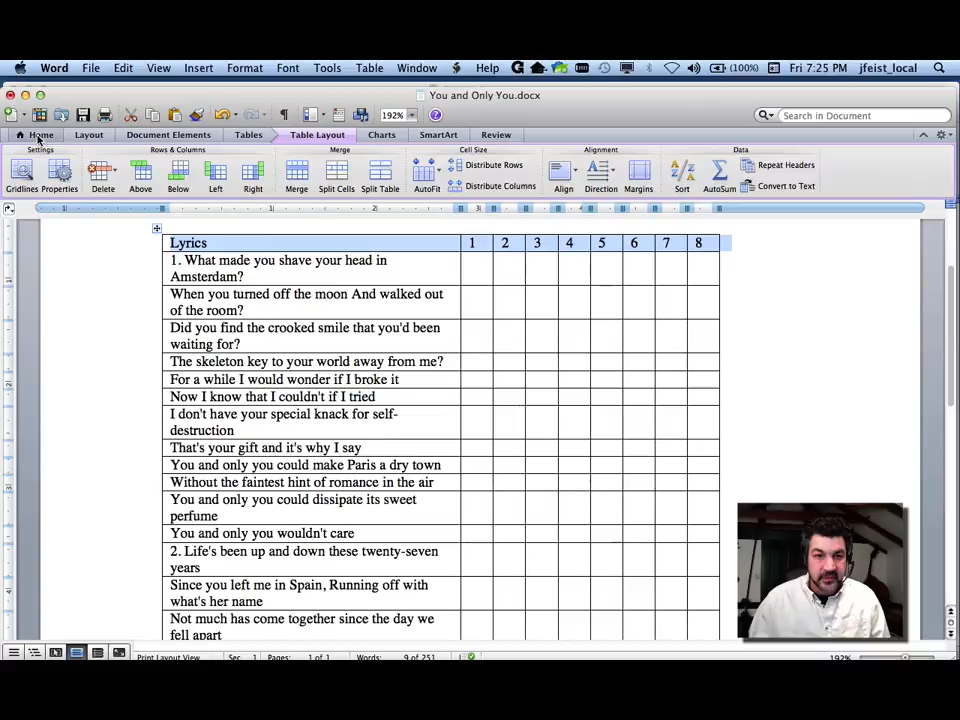 Word File Edit View Insert Format Font Tools Table Window Help (100%) Fri 7:25 PM jfeist_local
You and Only You.docx
192% Search in Document
Home Layout Document Elements Tables Table Layout Charts SmartArt Review
Settings Rows & Columns Merge Cell Size Alignment Data
Distribute Rows Repeat Headers
Distribute Columns Convert to Text
Gridlines Properties Delete Above Below Left Right Merge Split Cells Split Table AutoFit Align Direction Margins Sort AutoSum
Lyrics 1 2 3 4 5 6 7 8
1. What made you shave your head in
Amsterdam?
When you turned off the moon And walked out
of the room?
Did you find the crooked smile that you'd been
waiting for?
The skeleton key to your world away from me?
For a while I would wonder if I broke it
Now I know that I couldn't if I tried
I don't have your special knack for self-
destruction
That's your gift and it's why I say
You and only you could make Paris a dry town
Without the faintest hint of romance in the air
You and only you could dissipate its sweet
perfume
You and only you wouldn't care
2. Life's been up and down these twenty-seven
years
Since you left me in Spain, Running off with
what's her name
Not much has come together since the day we
fell apart
Print Layout View Sec 1 Pages: 1 of 1 Words: 9 of 251 192%